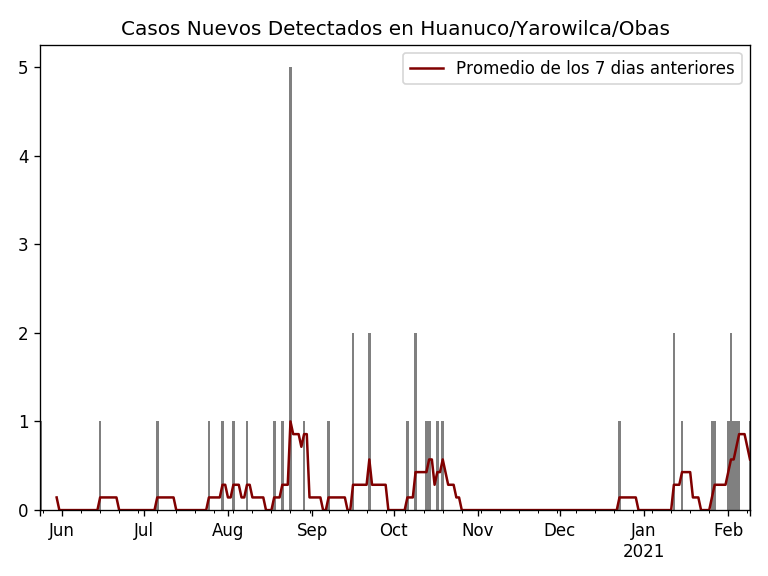 Casos Nuevos Detectados en Huanuco/Yarowilca/Obas
Promedio de los 7 dias anteriores
5
4
3
2
1
0
Jun Jul Aug Sep Oct Nov Dec Jan Feb
2021